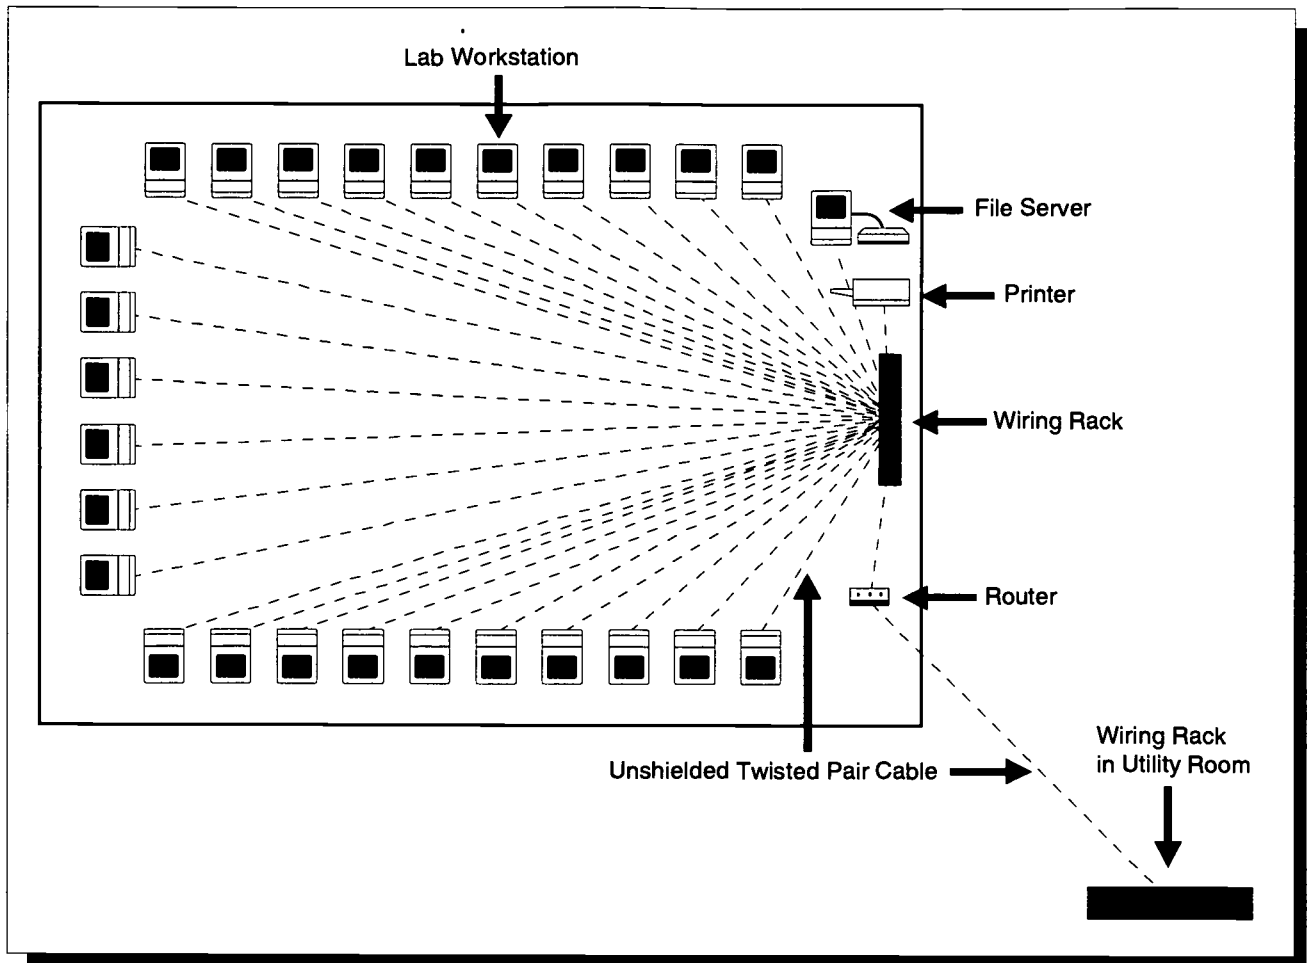 Lab Workstation
File Server
Printer
Wiring Rack
Router
Wiring Rack
in Utility Room
Unshielded Twisted Pair Cable